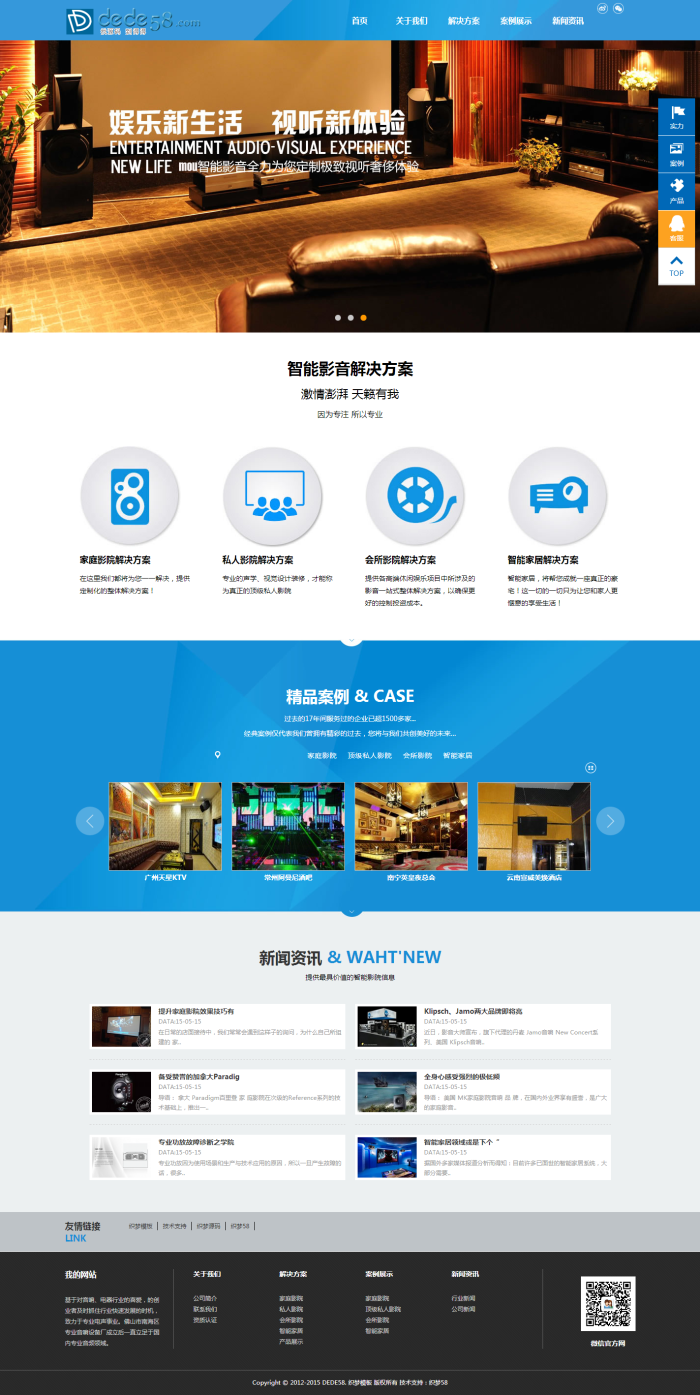 dede58.com
首页 关于我们 解决方案 案例展示 新闻资讯
娱乐新生活 视听新体验
ENTERTAINMENT AUDIO-VISUAL EXPERIENCE
NEW LIFE mou智能影音全力为您定制极致视听奢侈体验
实力
案例
产品
客服
TOP
智能影音解决方案
激情澎湃 天籁有我
因为专注 所以专业
家庭影院解决方案
在这里我们都将为您一一解决，提供
定制化的整体解决方案！
私人影院解决方案
专业的声学、视觉设计装修，才能称
为真正的顶级私人影院
会所影院解决方案
提供各高端休闲娱乐项目中所涉及的
影音一站式整体解决方案，以确保更
好的控制投资成本。
智能家居解决方案
智能家居，将帮您成就一座真正的豪
宅！这一切的一切只为让您和家人更
惬意的享受生活！
精品案例 & CASE
过去的17年间服务过的企业已超1500多家...
经典案例仅代表我们曾拥有精彩的过去，您将与我们共创美好的未来...
家庭影院 顶级私人影院 会所影院 智能家居
广州天星KTV
常州阿曼尼酒吧
南宁英皇夜总会
云南宣威美挽酒店
新闻资讯 & WAHT'NEW
提供最具价值的智能影院信息
提升家庭影院效果技巧有
DATA:15-05-15
在日常的店面接待中，我们常常会遇到这样子的询问，为什么自己所组
建的 家..
Klipsch、Jamo两大品牌即将高
DATA:15-05-15
近日，影音大师宣布，旗下代理的丹麦 Jamo音响 New Concert系
列、美国 Klipsch音响..
备受赞誉的加拿大Paradig
DATA:15-05-15
导语： 拿大 Paradigm百里登 家 庭影院在次级的Reference系列的技
术基础上，推出一..
全身心感受强烈的极低频
DATA:15-05-15
导语： 美国 MK家庭影院音响 品 牌，在国内外业界享有盛誉，是广大
的家庭影音..
专业功放故障诊断之学院
DATA:15-05-15
专业功放因为使用场景和生产与技术应用的原因，所以一旦产生故障的
话，很多..
智能家居领域或是下个“
DATA:15-05-15
据国外多家媒体报道分析而得知：目前许多已面世的智能家居系统，大
部分需要..
友情链接
LINK
织梦模板 技术支持 织梦源码 织梦58
我的网站
基于对音响、电器行业的喜爱，的创
业者及时抓住行业快速发展的时机，
致力于专业电声事业。佛山市南海区
专业音响设备厂成立后一直立足于国
内专业音频领域。
关于我们
公司简介
联系我们
资质认证
解决方案
家庭影院
私人影院
会所影院
智能家居
产品展示
案例展示
家庭影院
顶级私人影院
会所影院
智能家居
新闻资讯
行业新闻
公司新闻
微信官方网
Copyright © 2012-2015 DEDE58. 织梦模板 版权所有 技术支持：织梦58